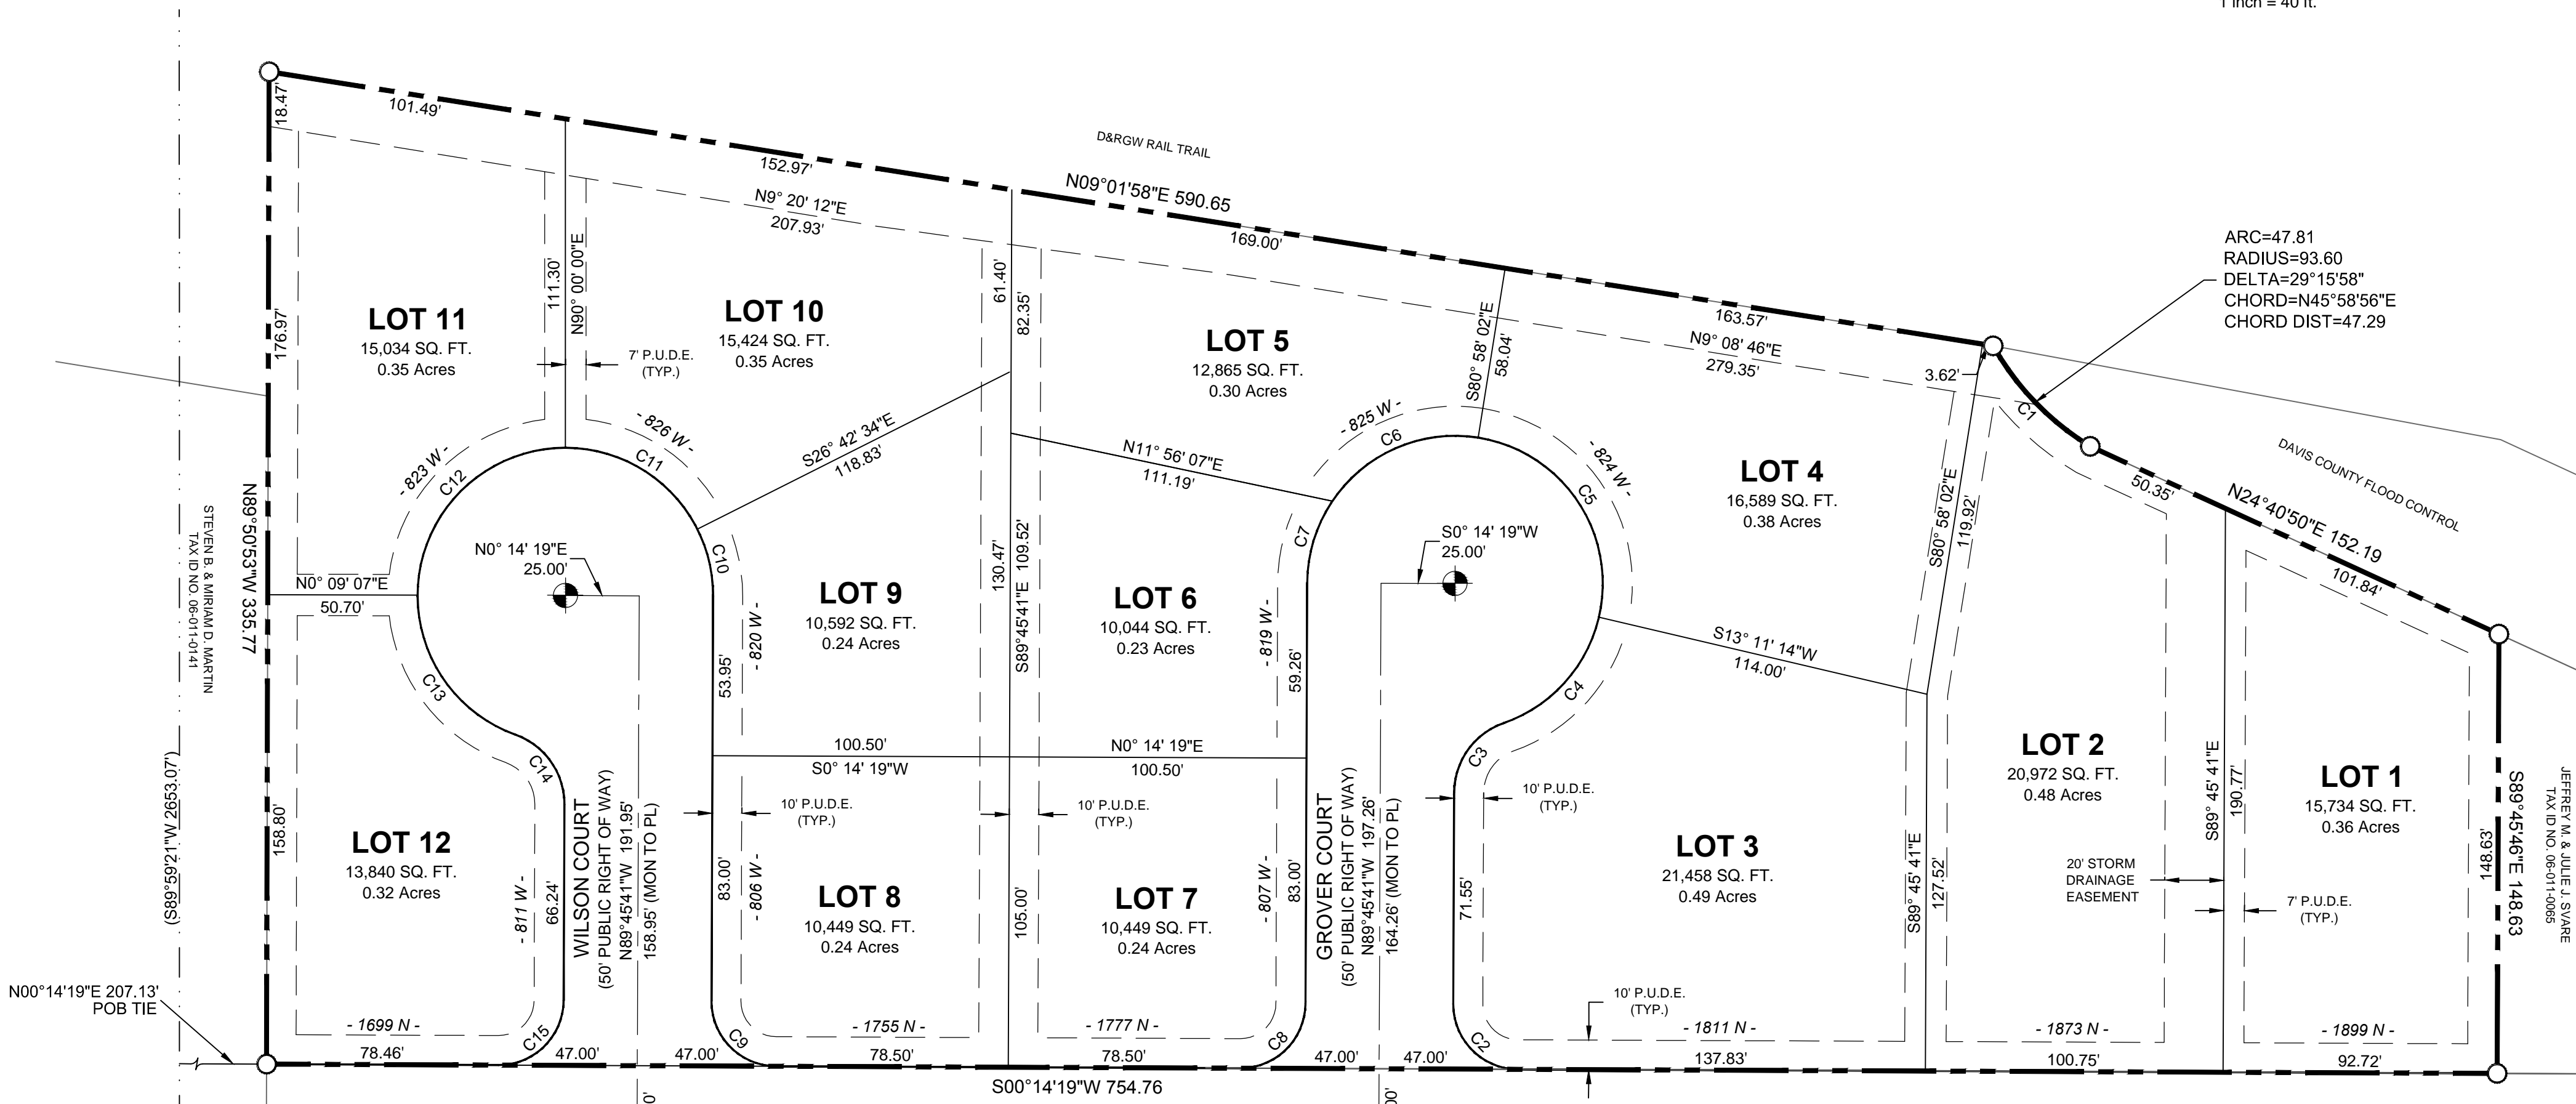 1 inch = 40 ft.
18.47'
101.49'
152.97'
D&RGW RAIL TRAIL
N09°01'58"E 590.65
N9° 20' 12"E
207.93'
169.00'
163.57'
N9° 08' 46"E
279.35'
3.62'
C1
ARC=47.81
RADIUS=93.60
DELTA=29°15'58"
CHORD=N45°58'56"E
CHORD DIST=47.29
DAVIS COUNTY FLOOD CONTROL
50.35'
N24°40'50"E 152.19
101.84'
LOT 11
15,034 SQ. FT.
0.35 Acres
176.97'
111.30'
N90° 00' 00"E
7' P.U.D.E.
(TYP.)
LOT 10
15,424 SQ. FT.
0.35 Acres
61.40'
82.35'
LOT 5
12,865 SQ. FT.
0.30 Acres
S80° 58' 02"E
58.04'
- 823 W -
C12
- 826 W -
C11
S26° 42' 34"E
118.83'
N11° 56' 07"E
111.19'
- 825 W -
C6
- 824 W -
C5
LOT 4
16,589 SQ. FT.
0.38 Acres
S80° 58' 02"E
119.92'
STEVEN B. & MIRIAM D. MARTIN
TAX ID NO. 06-011-0141
N89°50'53"W 335.77
N0° 09' 07"E
50.70'
N0° 14' 19"E
25.00'
C10
- 820 W -
53.95'
LOT 9
10,592 SQ. FT.
0.24 Acres
130.47'
S89°45'41"E 109.52'
LOT 6
10,044 SQ. FT.
0.23 Acres
- 819 W -
59.26'
C7
S0° 14' 19"W
25.00'
S13° 11' 14"W
114.00'
C13
C4
100.50'
S0° 14' 19"W
N0° 14' 19"E
100.50'
C14
C3
(S89°59'21"W 2653.07')
158.80'
LOT 12
13,840 SQ. FT.
0.32 Acres
- 811 W -
66.24'
WILSON COURT
(50' PUBLIC RIGHT OF WAY)
N89°45'41"W 191.95'
158.95' (MON TO PL)
83.00'
- 806 W -
10' P.U.D.E.
(TYP.)
LOT 8
10,449 SQ. FT.
0.24 Acres
105.00'
10' P.U.D.E.
(TYP.)
LOT 7
10,449 SQ. FT.
0.24 Acres
- 807 W -
83.00'
GROVER COURT
(50' PUBLIC RIGHT OF WAY)
N89°45'41"W 197.26'
164.26' (MON TO PL)
71.55'
10' P.U.D.E.
(TYP.)
LOT 3
21,458 SQ. FT.
0.49 Acres
S89° 45' 41"E
127.52'
LOT 2
20,972 SQ. FT.
0.48 Acres
20' STORM
DRAINAGE
EASEMENT
S89° 45' 41"E
190.77'
LOT 1
15,734 SQ. FT.
0.36 Acres
7' P.U.D.E.
(TYP.)
148.63'
S89°45'46"E 148.63
JEFFREY M. & JULIE J. SVARE
TAX ID NO. 06-011-0065
N00°14'19"E 207.13'
POB TIE
10' P.U.D.E.
(TYP.)
- 1699 N -
C15
C9
- 1755 N -
- 1777 N -
C8
C2
- 1811 N -
- 1873 N -
- 1899 N -
78.46'
47.00'
47.00'
78.50'
78.50'
47.00'
47.00'
137.83'
100.75'
92.72'
S00°14'19"W 754.76